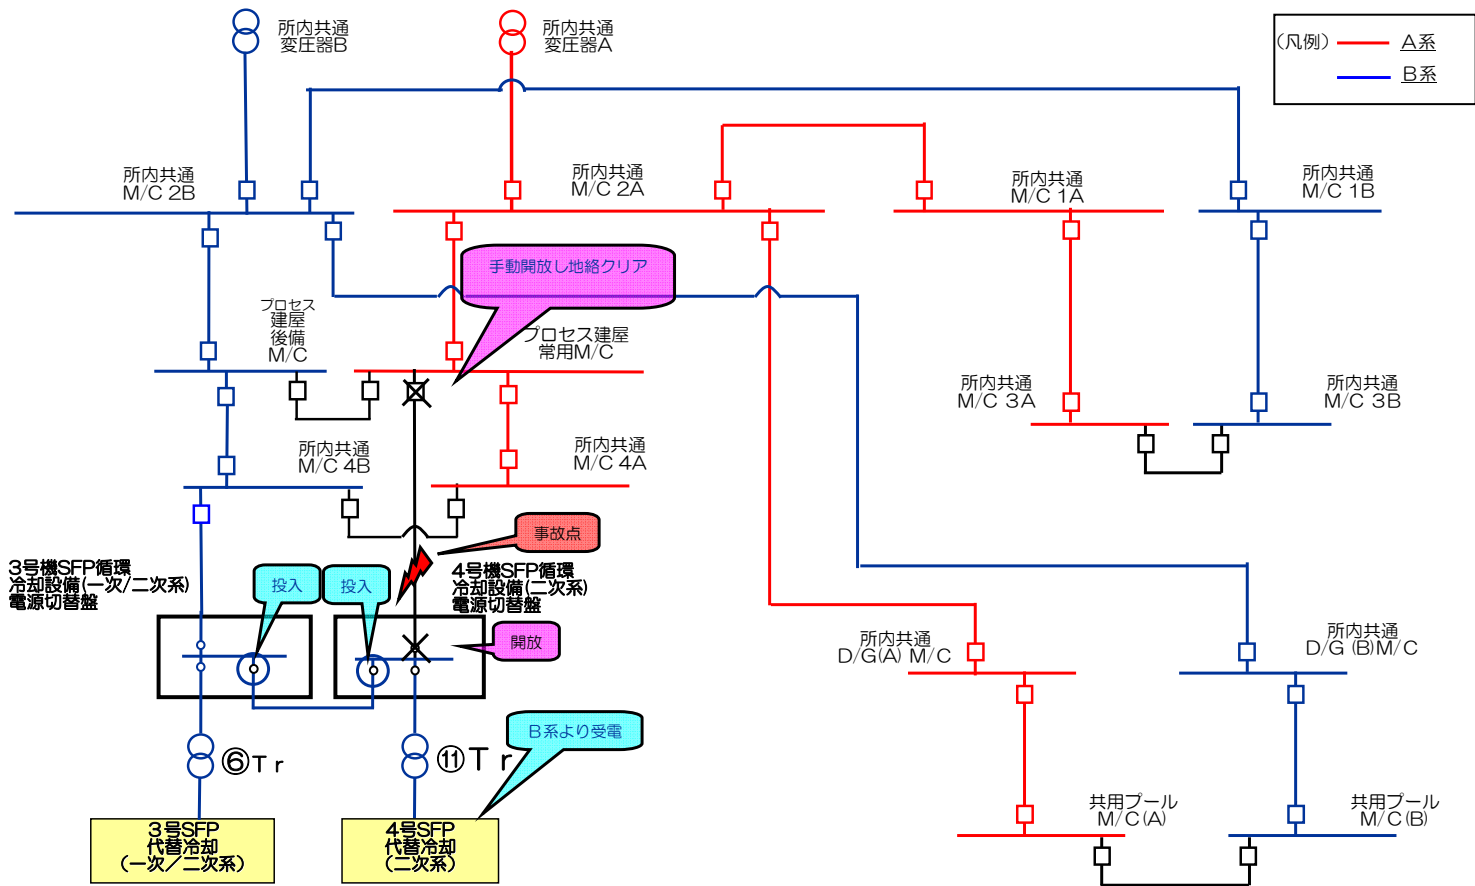 所内共通
変圧器B
所内共通
変圧器A
(凡例)
A系
B系
所内共通
M/C 2B
所内共通
M/C 2A
所内共通
M/C 1A
所内共通
M/C 1B
手動開放し地絡クリア
プロセス
建屋
後備
M/C
プロセス建屋
常用M/C
所内共通
M/C 3A
所内共通
M/C 3B
所内共通
M/C 4B
所内共通
M/C 4A
事故点
3号機SFP循環
冷却設備(一次/二次系)
電源切替盤
投入
投入
4号機SFP循環
冷却設備(二次系)
電源切替盤
開放
所内共通
D/G(A) M/C
所内共通
D/G (B)M/C
B系より受電
⑥Tr
⑪Tr
共用プール
M/C(A)
共用プール
M/C(B)
3号SFP
代替冷却
(一次／二次系)
4号SFP
代替冷却
(二次系)